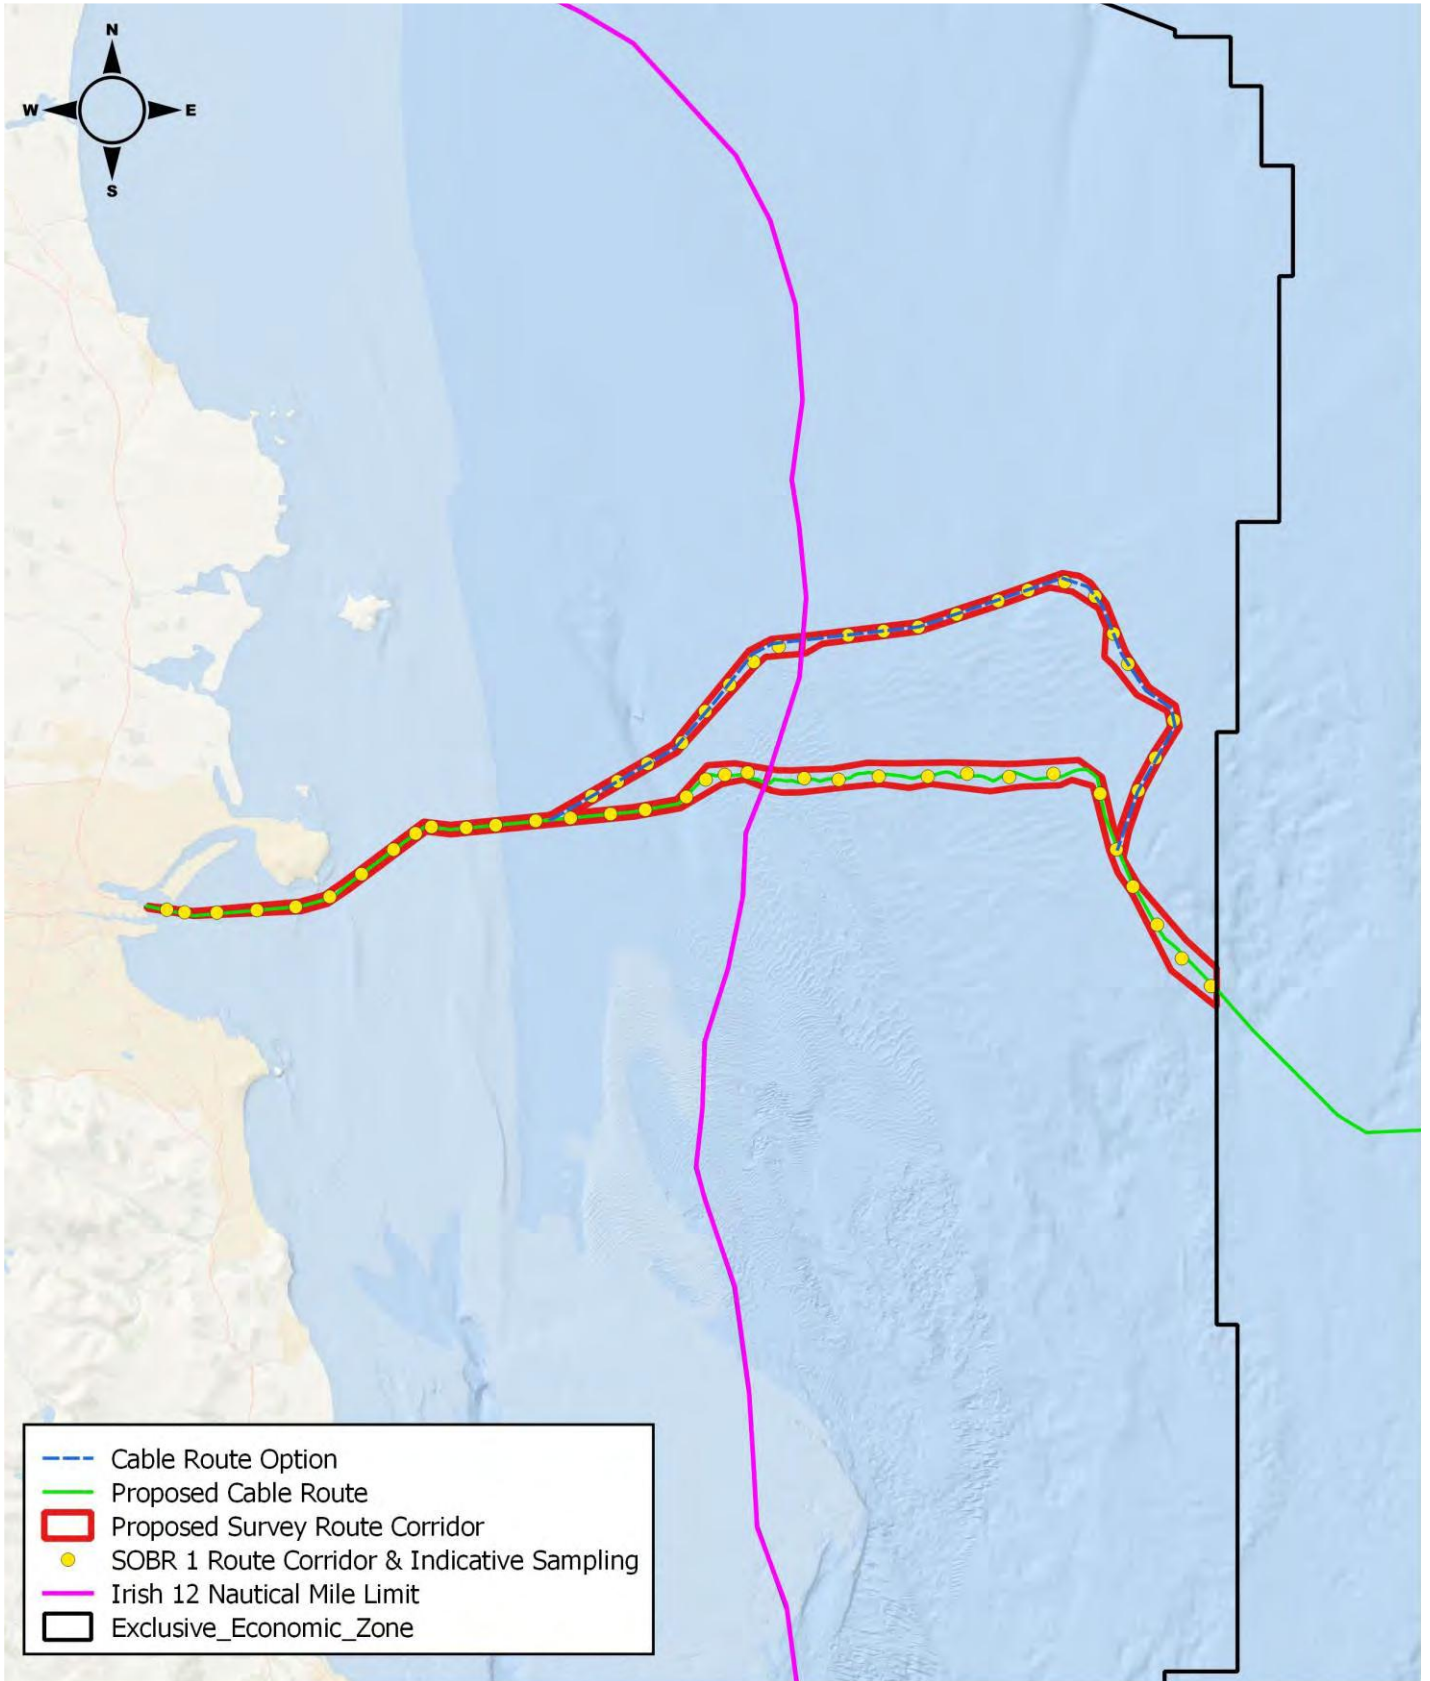 N
W E
S
Cable Route Option
Proposed Cable Route
Proposed Survey Route Corridor
SOBR 1 Route Corridor & Indicative Sampling
Irish 12 Nautical Mile Limit
Exclusive_Economic_Zone